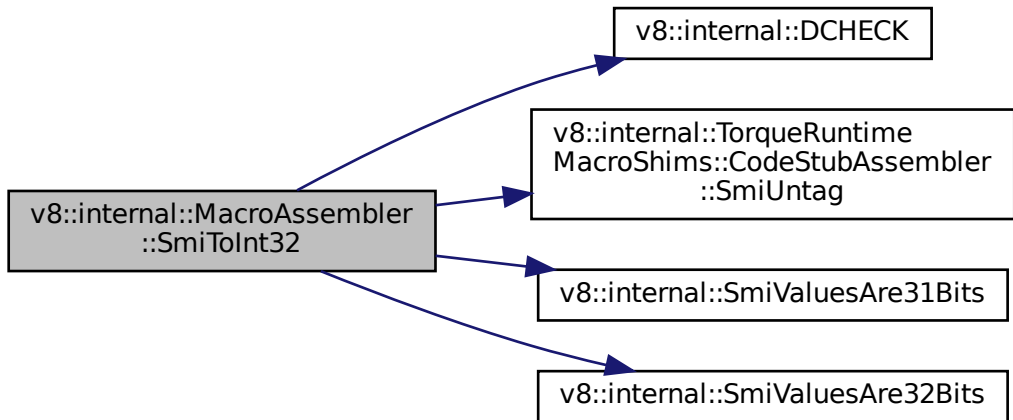 v8::internal::DCHECK
v8::internal::TorqueRuntime
MacroShims::CodeStubAssembler
::SmiUntag
v8::internal::MacroAssembler
::SmiToInt32
v8::internal::SmiValuesAre31Bits
v8::internal::SmiValuesAre32Bits